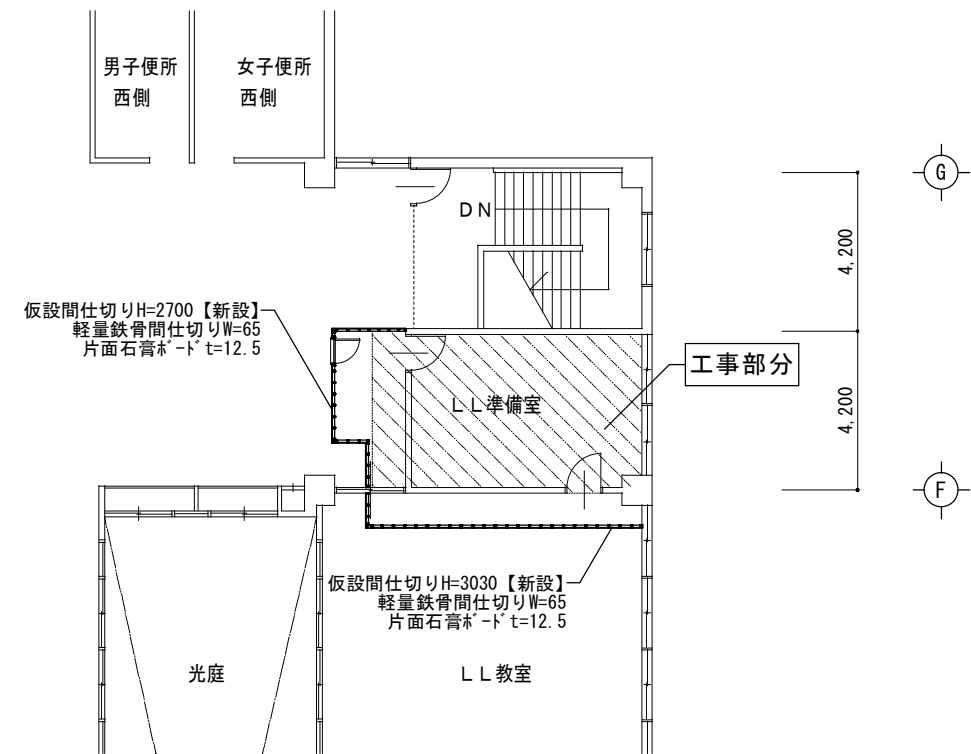 男子便所
西側
女子便所
西側
G
DN
4,200
仮設間仕切りH=2700【新設】
軽量鉄骨間仕切りW=65
片面石膏ﾎﾞｰﾄﾞt=12.5
工事部分
ＬＬ準備室
4,200
F
仮設間仕切りH=3030【新設】
軽量鉄骨間仕切りW=65
片面石膏ﾎﾞｰﾄﾞt=12.5
光庭
ＬＬ教室